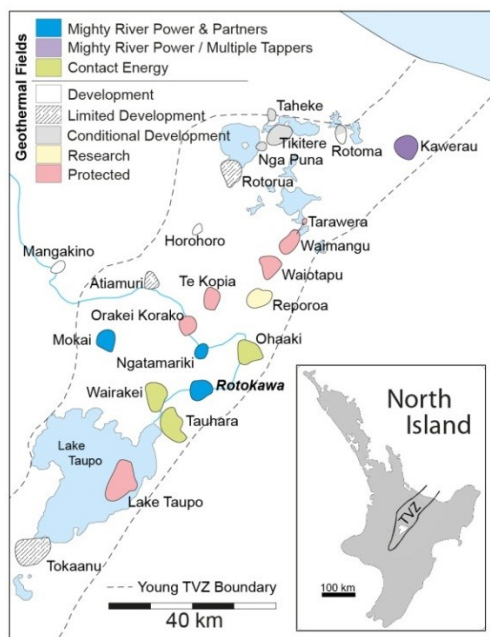 Geothermal Fields
Mighty River Power & Partners
Mighty River Power / Multiple Tappers
Contact Energy
Development
Limited Development
Conditional Development
Research
Protected
Taheke
Tikitere
Rotoma
Kawerau
Nga Puna
Rotorua
Tarawera
Horohoro
Waimangu
Mangakino
Waiotapu
Atiamuri
Te Kopia
Reporoa
Orakei Korako
Mokai
Ohaaki
Ngatamariki
Wairakei
Rotokawa
Tauhara
Lake
Taupo
Lake Taupo
Tokaanu
Young TVZ Boundary
40 km
North
Island
TVZ
100 km